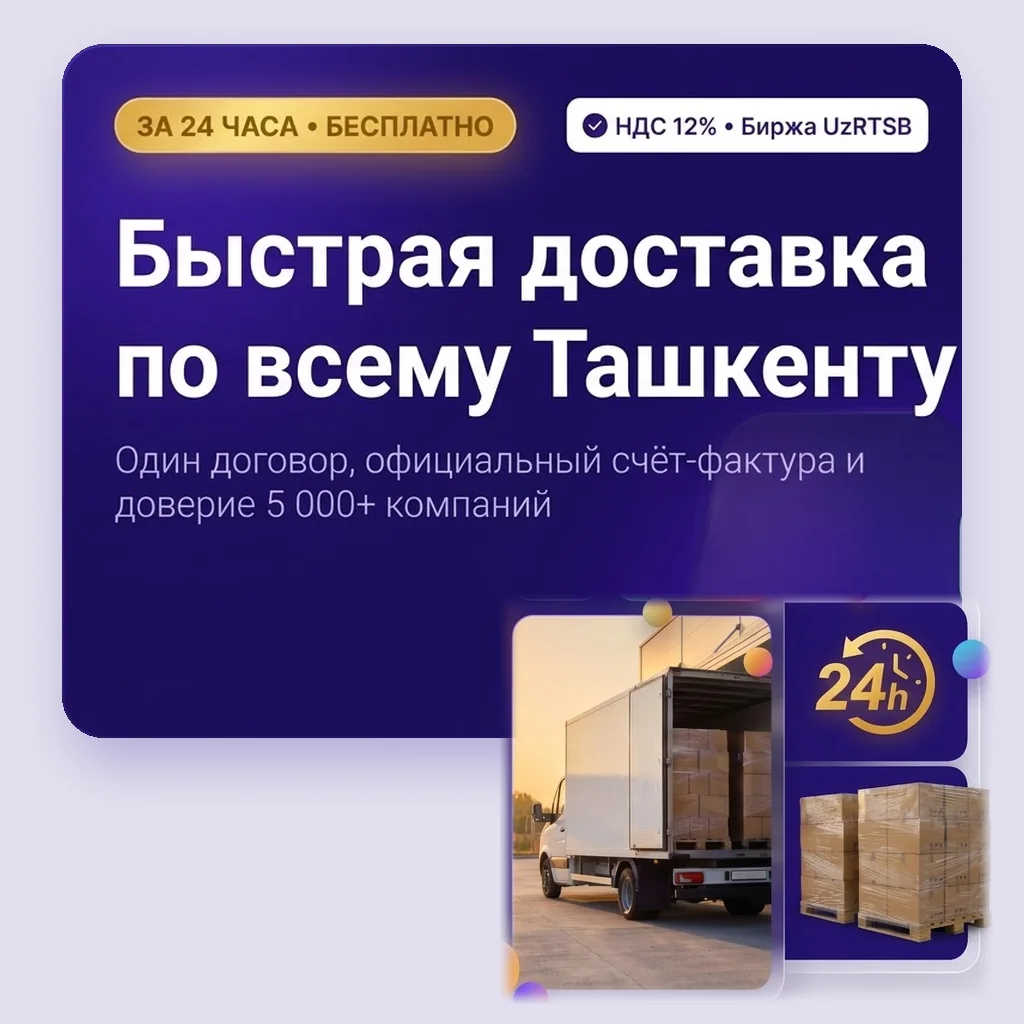 ЗА 24 ЧАСА • БЕСПЛАТНО
НДС 12% • Биржа UzRTSB
Быстрая доставка
по всему Ташкенту
Один договор, официальный счёт-фактура и
доверие 5 000+ компаний
24h